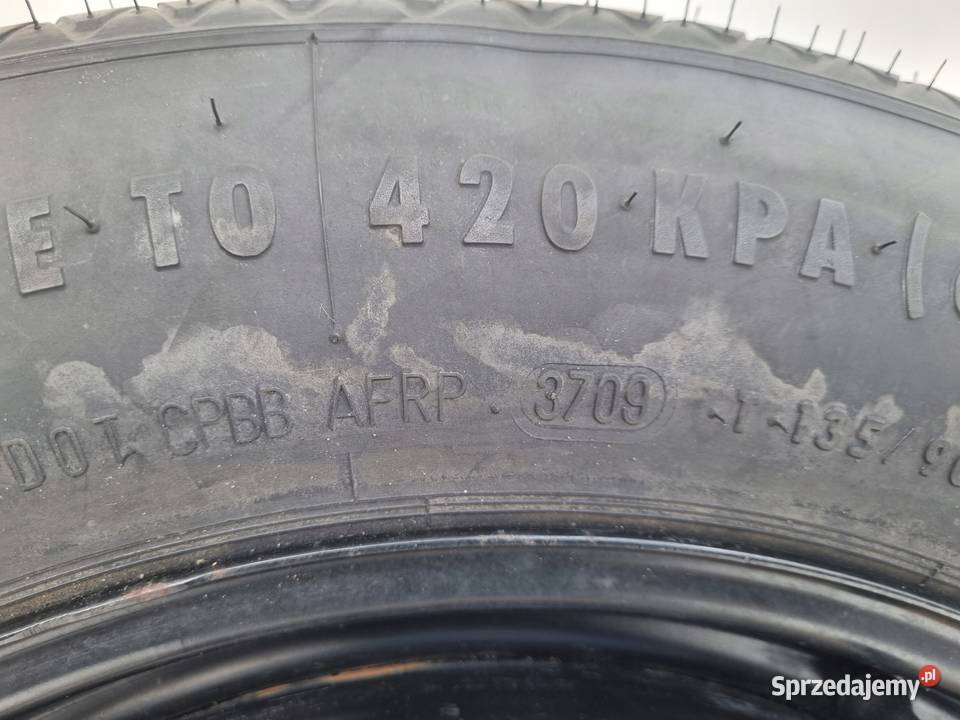 E TO 420 KPA (
DOT CPBB AFRP 3709 T 135/90
Sprzedajemy.pl